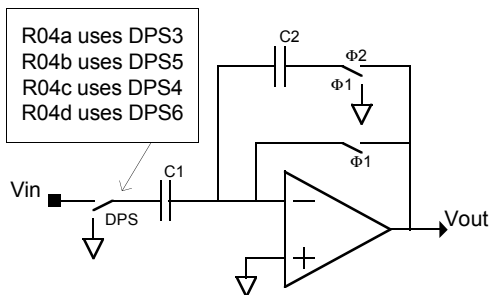 R04a uses DPS3
R04b uses DPS5
R04c uses DPS4
R04d uses DPS6
C2
Φ2
Φ1
Φ1
C1
Vin
DPS
Vout